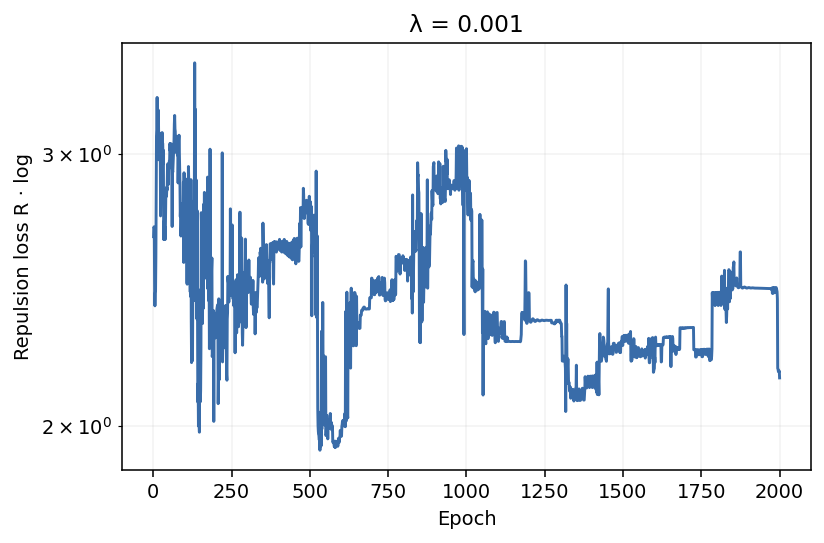 λ = 0.001
Repulsion loss R · log
3 × 10⁰
2 × 10⁰
0 250 500 750 1000 1250 1500 1750 2000
Epoch